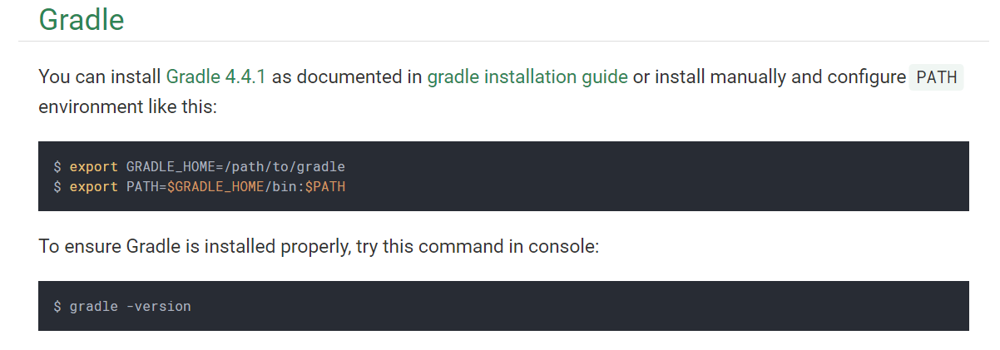 Gradle
You can install Gradle 4.4.1 as documented in gradle installation guide or install manually and configure PATH
environment like this:
$ export GRADLE_HOME=/path/to/gradle
$ export PATH=$GRADLE_HOME/bin:$PATH
To ensure Gradle is installed properly, try this command in console:
$ gradle -version